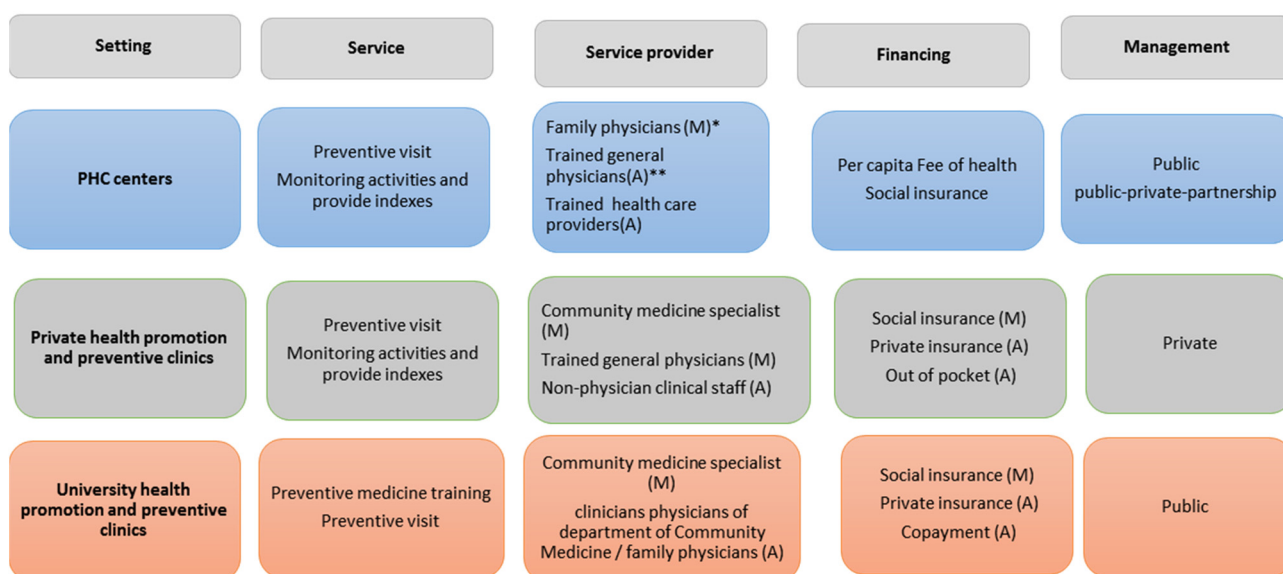 Setting
Service
Service provider
Financing
Management
PHC centers
Preventive visit
Monitoring activities and
provide indexes
Family physicians (M)*
Trained general
physicians(A)**
Trained  health care
providers(A)
Per capita Fee of health
Social insurance
Public
public-private-partnership
Private health promotion
and preventive clinics
Preventive visit
Monitoring activities and
provide indexes
Community medicine specialist
(M)
Trained general physicians (M)
Non-physician clinical staff (A)
Social insurance (M)
Private insurance (A)
Out of pocket (A)
Private
University health
promotion and preventive
clinics
Preventive medicine training
Preventive visit
Community medicine specialist
(M)
clinicians physicians of
department of Community
Medicine / family physicians (A)
Social insurance (M)
Private insurance (A)
Copayment (A)
Public